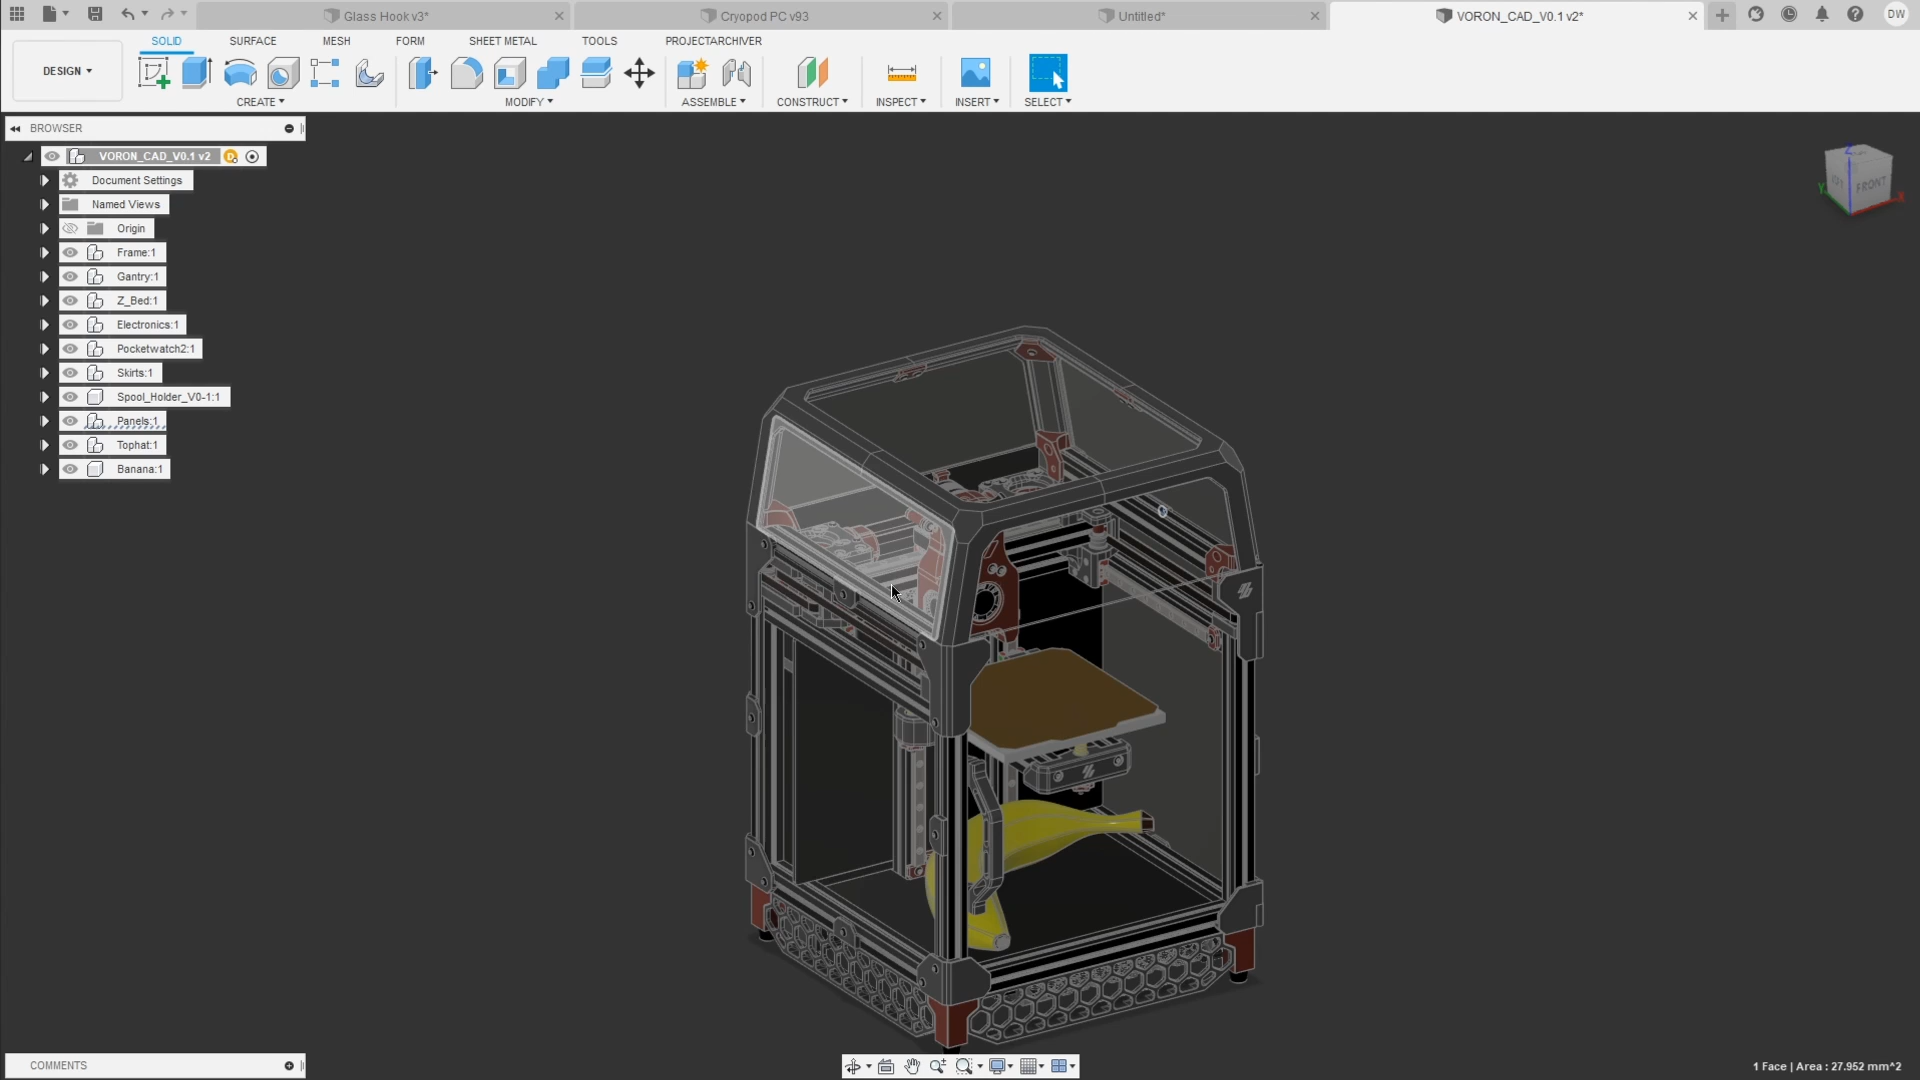 Glass Hook v3*
Cryopod PC v93
Untitled*
VORON_CAD_V0.1 v2*
DW
SOLID
SURFACE
MESH
FORM
SHEET METAL
TOOLS
PROJECTARCHIVER
DESIGN
CREATE
MODIFY
ASSEMBLE
CONSTRUCT
INSPECT
INSERT
SELECT
BROWSER
VORON_CAD_V0.1 v2
Document Settings
Named Views
Origin
Frame:1
Gantry:1
Z_Bed:1
Electronics:1
Pocketwatch2:1
Skirts:1
Spool_Holder_V0-1:1
Panels:1
Tophat:1
Banana:1
Z
Y
X
FRONT
COMMENTS
1 Face | Area : 27.952 mm^2